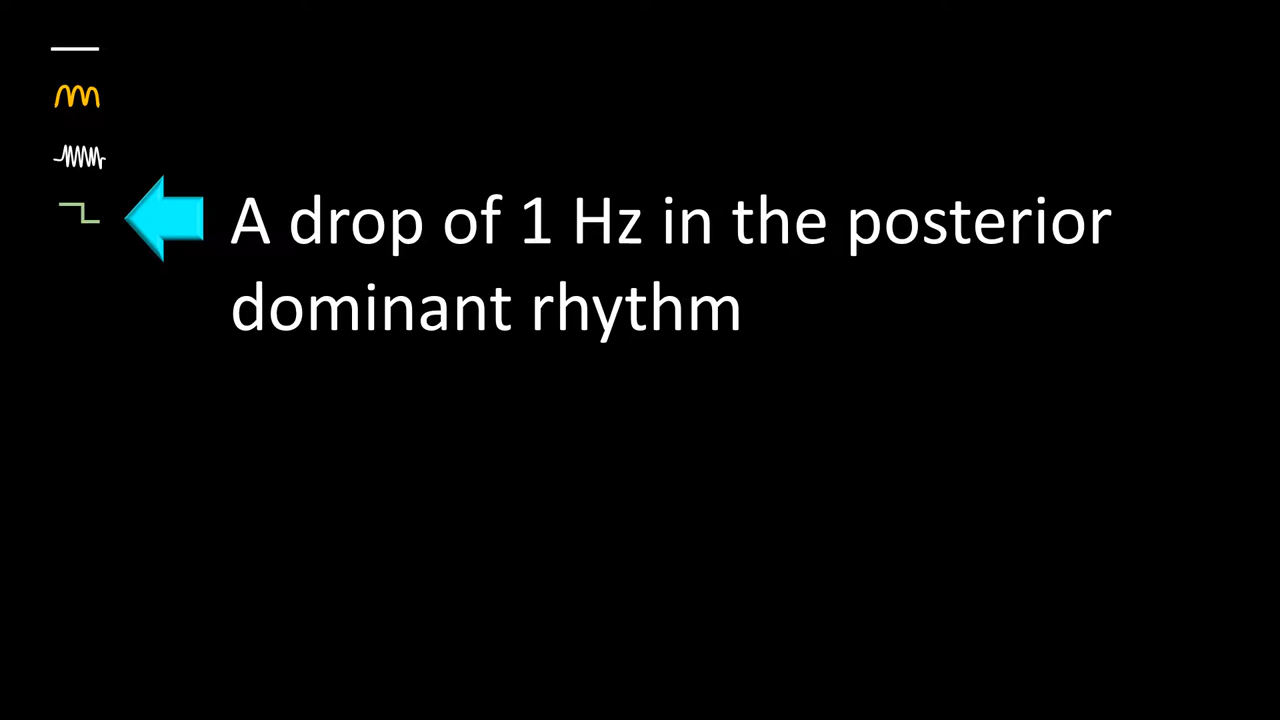 A drop of 1 Hz in the posterior
dominant rhythm